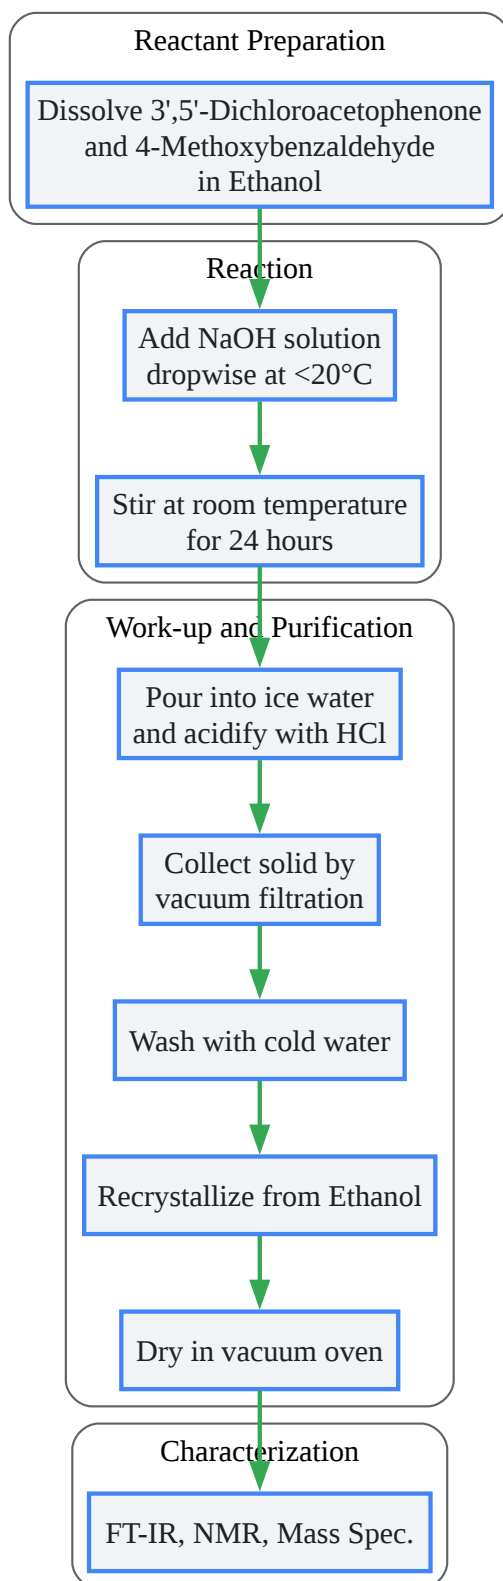 Reactant Preparation
Dissolve 3',5'-Dichloroacetophenone
and 4-Methoxybenzaldehyde
in Ethanol
Reaction
Add NaOH solution
dropwise at <20°C
Stir at room temperature
for 24 hours
Work-up and Purification
Pour into ice water
and acidify with HCl
Collect solid by
vacuum filtration
Wash with cold water
Recrystallize from Ethanol
Dry in vacuum oven
Characterization
FT-IR, NMR, Mass Spec.